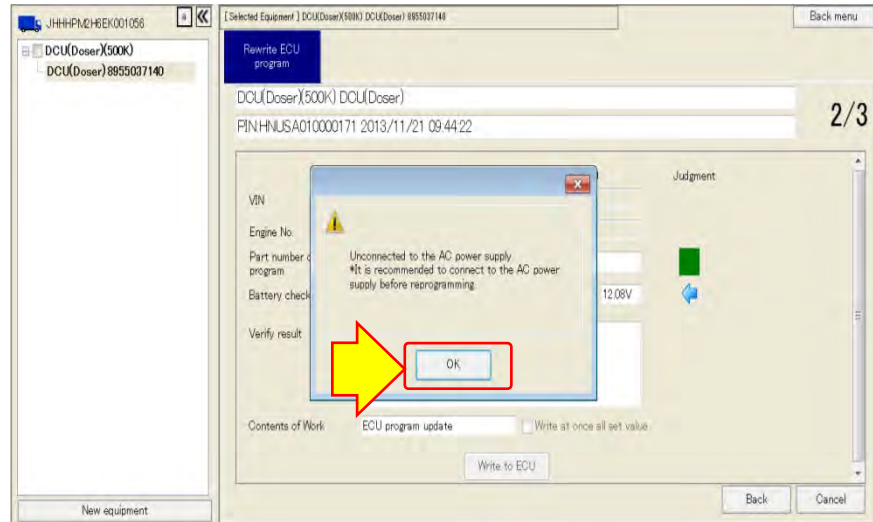 JHHHPM2H6EK001056
[ Selected Equipment ] DCU(Doser)(500K) DCU(Doser) 8955037140
Back menu
DCU(Doser)(500K)
DCU(Doser) 8955037140
Rewrite ECU
program
DCU(Doser)(500K) DCU(Doser)
PIN:HNUSA010000171 2013/11/21 09:44:22
2/3
Judgment
VIN
Engine No.
Part number
program
Battery check
12.08V
Verify result
Unconnected to the AC power supply.
*It is recommended to connect to the AC power
supply before reprogramming.
OK
Contents of Work
ECU program update
Write at once all set value
Write to ECU
Back
Cancel
New equipment